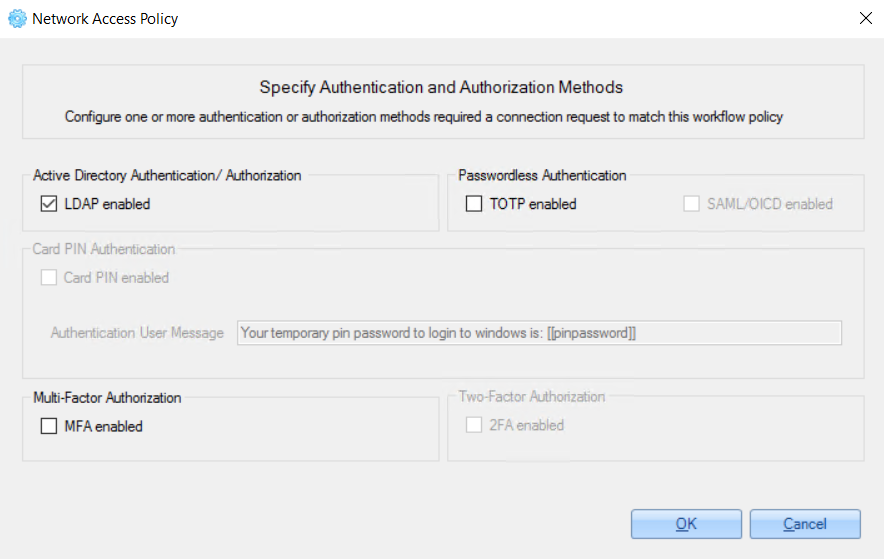 Network Access Policy
Specify Authentication and Authorization Methods
Configure one or more authentication or authorization methods required a connection request to match this workflow policy
Active Directory Authentication/ Authorization
LDAP enabled
Passwordless Authentication
TOTP enabled
SAML/OICD enabled
Card PIN Authentication
Card PIN enabled
Authentication User Message
Your temporary pin password to login to windows is: [[pinpassword]]
Multi-Factor Authorization
MFA enabled
Two-Factor Authorization
2FA enabled
OK
Cancel